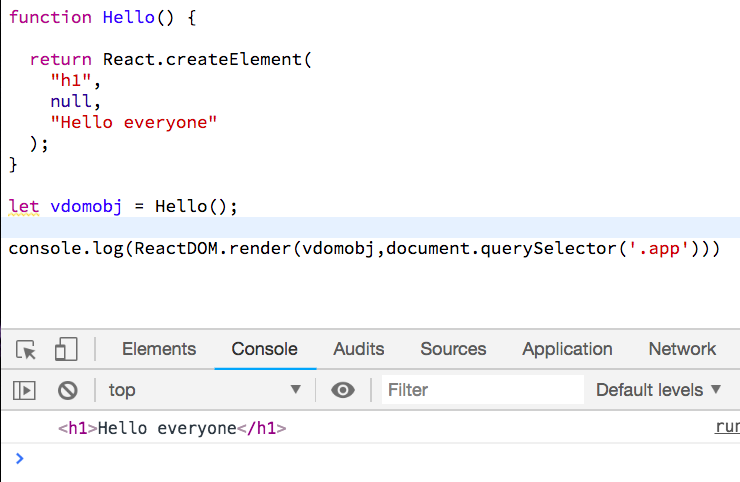 function Hello() {
return React.createElement(
"h1",
null,
"Hello everyone"
);
}
let vdomobj = Hello();
console.log(ReactDOM.render(vdomobj,document.querySelector('.app')))
Elements Console Audits Sources Application Network
top ▼ Filter Default levels ▼
<h1>Hello everyone</h1>
>